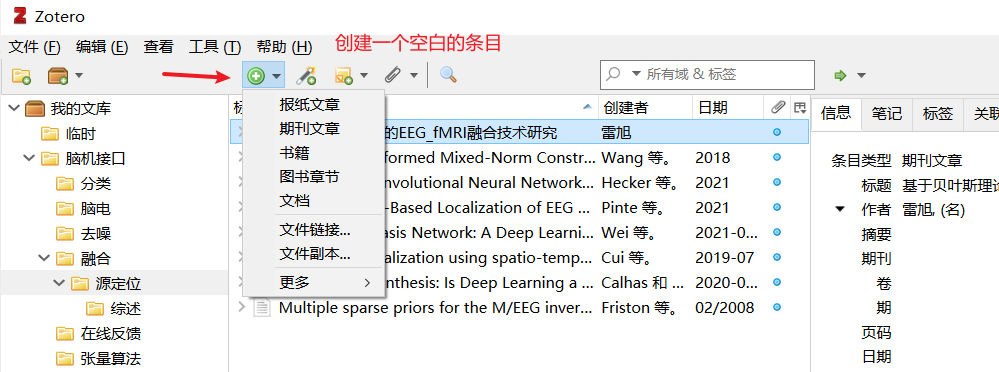 Zotero
文件 (F) 编辑 (E) 查看 工具 (T) 帮助 (H) 创建一个空白的条目
所有域 & 标签
我的文库
临时
脑机接口
分类
脑电
去噪
融合
源定位
综述
在线反馈
张量算法
报纸文章
期刊文章
书籍
图书章节
文档
文件链接...
文件副本...
更多
标 创建者 日期
的EEG_fMRI融合技术研究 雷旭
formed Mixed-Norm Constr... Wang 等。 2018
nvolutional Neural Network... Hecker 等。 2021
-Based Localization of EEG ... Pinte 等。 2021
asis Network: A Deep Learni... Wei 等。 2021-0...
alization using spatio-temp... Cui 等。 2019-07
nthesis: Is Deep Learning a ... Calhas 和 ... 2020-0...
Multiple sparse priors for the M/EEG inver... Friston 等。 02/2008
信息 笔记 标签 关联
条目类型 期刊文章
标题 基于贝叶斯理论
作者 雷旭, (名)
摘要
期刊
卷
期
页码
日期